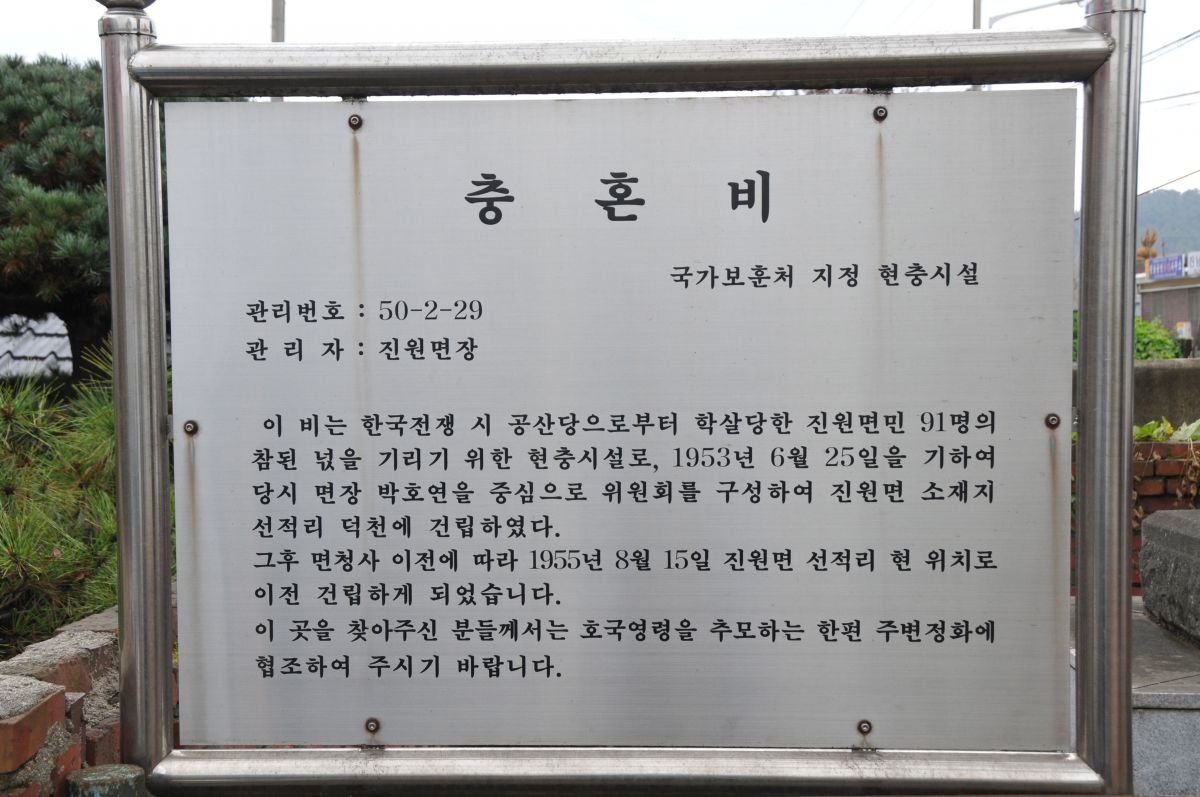 충 혼 비
국가보훈처 지정 현충시설
관리번호 : 50-2-29
관 리 자 : 진원면장
이 비는 한국전쟁 시 공산당으로부터 학살당한 진원면민 91명의
참된 넋을 기리기 위한 현충시설로, 1953년 6월 25일을 기하여
당시 면장 박호연을 중심으로 위원회를 구성하여 진원면 소재지
선적리 덕천에 건립하였다.
그후 면청사 이전에 따라 1955년 8월 15일 진원면 선적리 현 위치로
이전 건립하게 되었습니다.
이 곳을 찾아주신 분들께서는 호국영령을 추모하는 한편 주변정화에
협조하여 주시기 바랍니다.